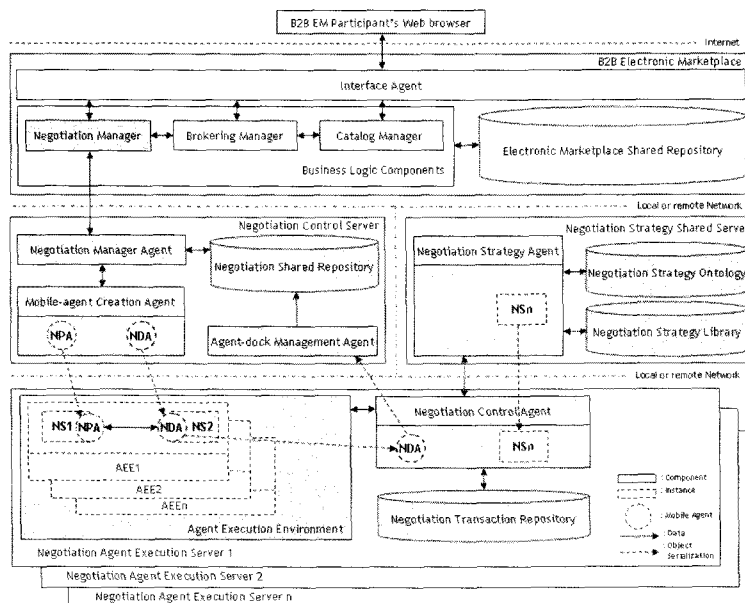 B2B EM Participant's Web browser
Internet
B2B Electronic Marketplace
Interface Agent
Negotiation Manager
Brokering Manager
Catalog Manager
Business Logic Components
Electronic Marketplace Shared Repository
Local or remote Network
Negotiation Control Server
Negotiation Strategy Shared Server
Negotiation Manager Agent
Negotiation Shared Repository
Negotiation Strategy Agent
Negotiation Strategy Ontology
Mobile-agent Creation Agent
NSn
NPA
NDA
Agent-dock Management Agent
Negotiation Strategy Library
Local or remote Network
Negotiation Control Agent
NS1
NPA
NDA
NS2
NDA
NSn
AEE1
AEE2
AEEn
Agent Execution Environment
Negotiation Transaction Repository
: Component
: Instance
: Mobile Agent
: Data
: Object
Serialization
Negotiation Agent Execution Server 1
Negotiation Agent Execution Server 2
Negotiation Agent Execution Server n